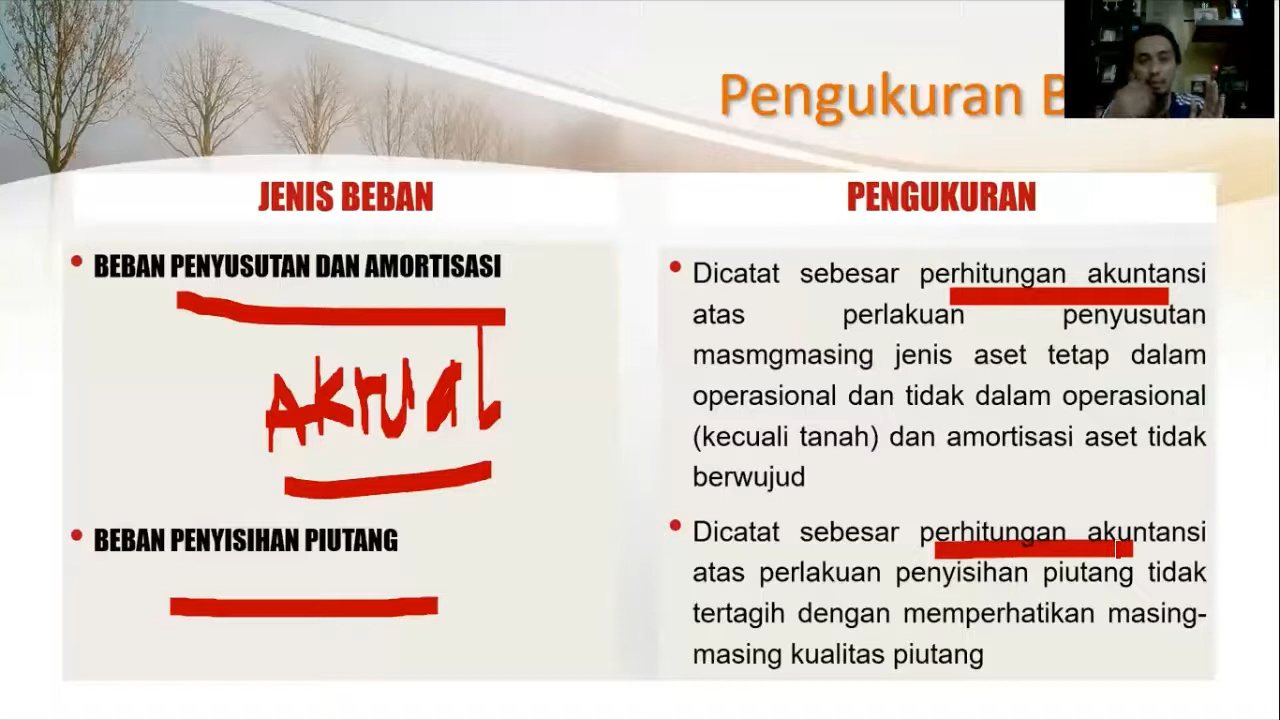 Pengukuran B
JENIS BEBAN
PENGUKURAN
BEBAN PENYUSUTAN DAN AMORTISASI
AKrual
BEBAN PENYISIHAN PIUTANG
Dicatat sebesar perhitungan akuntansi
atas perlakuan penyusutan
masmgmasing jenis aset tetap dalam
operasional dan tidak dalam operasional
(kecuali tanah) dan amortisasi aset tidak
berwujud
Dicatat sebesar perhitungan akuntansi
atas perlakuan penyisihan piutang tidak
tertagih dengan memperhatikan masing-
masing kualitas piutang